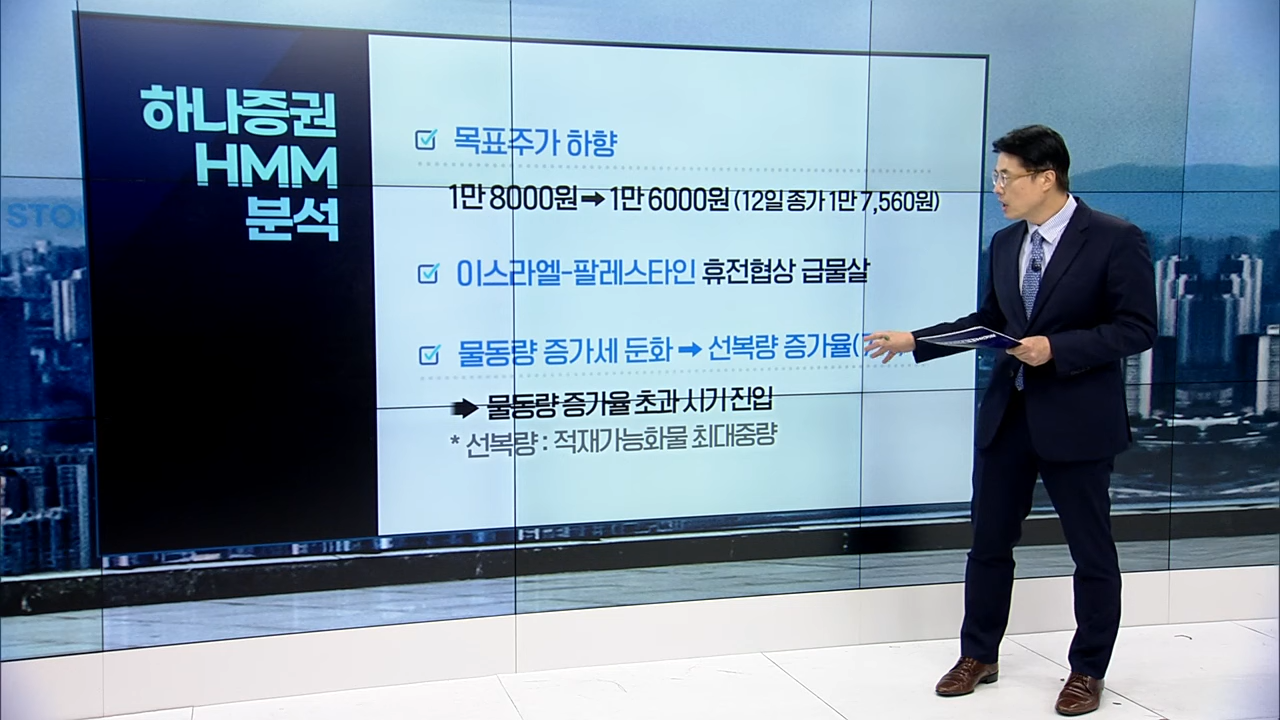 하나증권
HMM
분석
목표주가 하향
1만 8000원 ➡ 1만 6000원 (12일 종가 1만 7,560원)
이스라엘-팔레스타인 휴전협상 급물살
물동량 증가세 둔화 ➡ 선복량 증가율(
➡ 물동량 증가율 초과 시기 진입
* 선복량 : 적재가능화물 최대중량